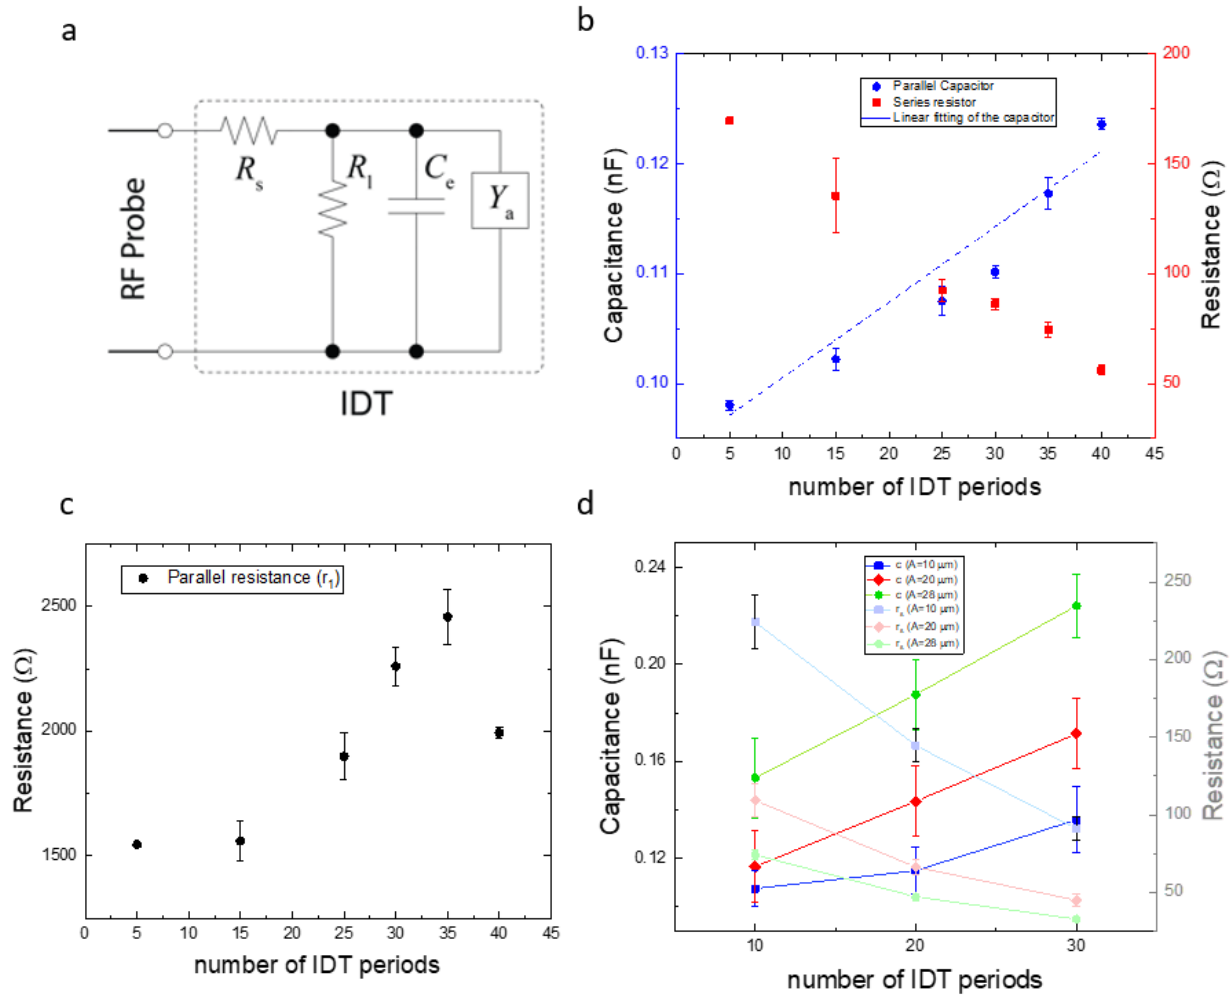 a
RF Probe
Rs
R1
Ce
Ya
IDT
b
Capacitance (nF)
0.13
0.12
0.11
0.10
Parallel Capacitor
Series resistor
Linear fitting of the capacitor
200
150
100
50
Resistance (Ω)
0 5 10 15 20 25 30 35 40 45
number of IDT periods
c
Resistance (Ω)
2500
2000
1500
Parallel resistance (r1)
0 5 10 15 20 25 30 35 40 45
number of IDT periods
d
Capacitance (nF)
0.24
0.20
0.16
0.12
c (A=10 μm)
c (A=20 μm)
c (A=28 μm)
rs (A=10 μm)
rs (A=20 μm)
rs (A=28 μm)
250
200
150
100
50
Resistance (Ω)
10 20 30
number of IDT periods